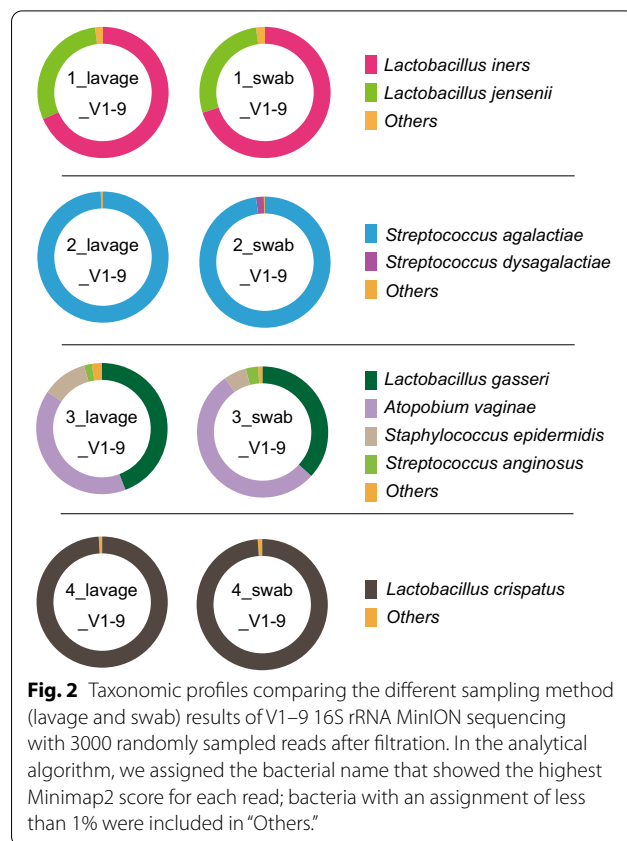 1_lavage
_V1-9
1_swab
_V1-9
Lactobacillus iners
Lactobacillus jensenii
Others
2_lavage
_V1-9
2_swab
_V1-9
Streptococcus agalactiae
Streptococcus dysagalactiae
Others
3_lavage
_V1-9
3_swab
_V1-9
Lactobacillus gasseri
Atopobium vaginae
Staphylococcus epidermidis
Streptococcus anginosus
Others
4_lavage
_V1-9
4_swab
_V1-9
Lactobacillus crispatus
Others
Fig. 2 Taxonomic profiles comparing the different sampling method
(lavage and swab) results of V1–9 16S rRNA MinION sequencing
with 3000 randomly sampled reads after filtration. In the analytical
algorithm, we assigned the bacterial name that showed the highest
Minimap2 score for each read; bacteria with an assignment of less
than 1% were included in “Others.”